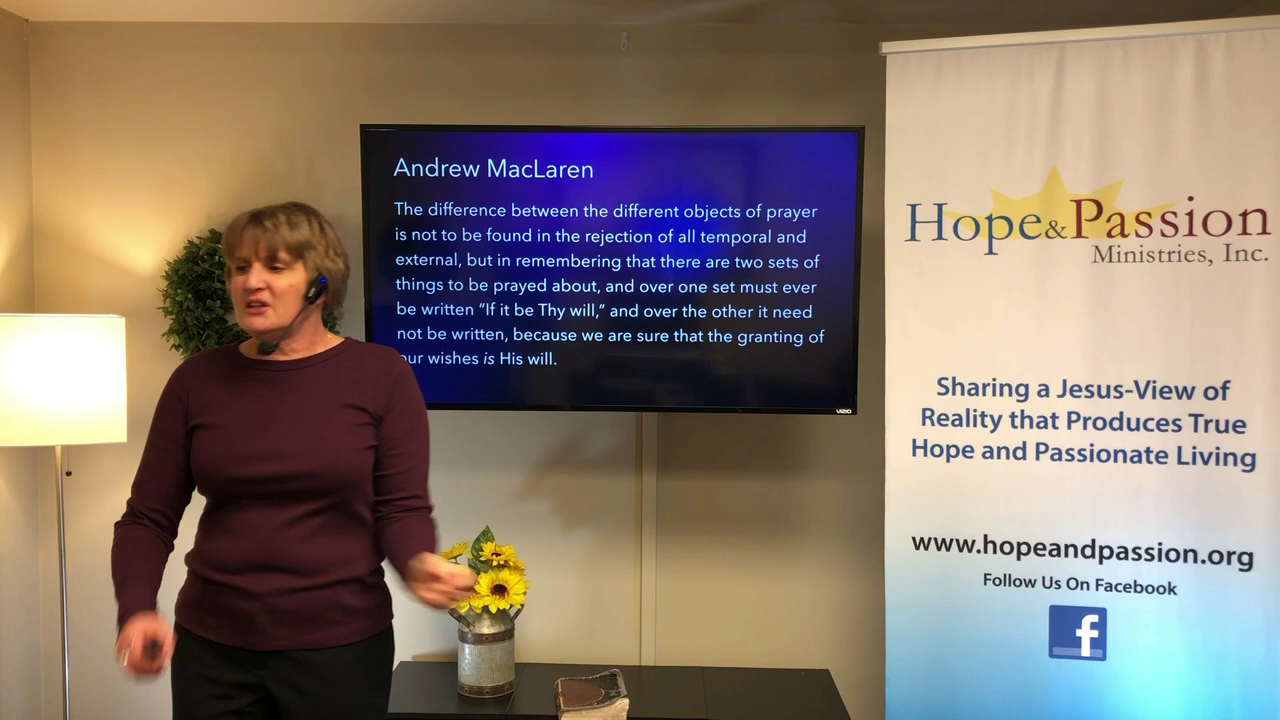 Andrew MacLaren
The difference between the different objects of prayer
is not to be found in the rejection of all temporal and
external, but in remembering that there are two sets of
things to be prayed about, and over one set must ever
be written “If it be Thy will,” and over the other it need
not be written, because we are sure that the granting of
our wishes is His will.
VIZIO
Hope&Passion
Ministries, Inc.
Sharing a Jesus-View of
Reality that Produces True
Hope and Passionate Living
www.hopeandpassion.org
Follow Us On Facebook
f